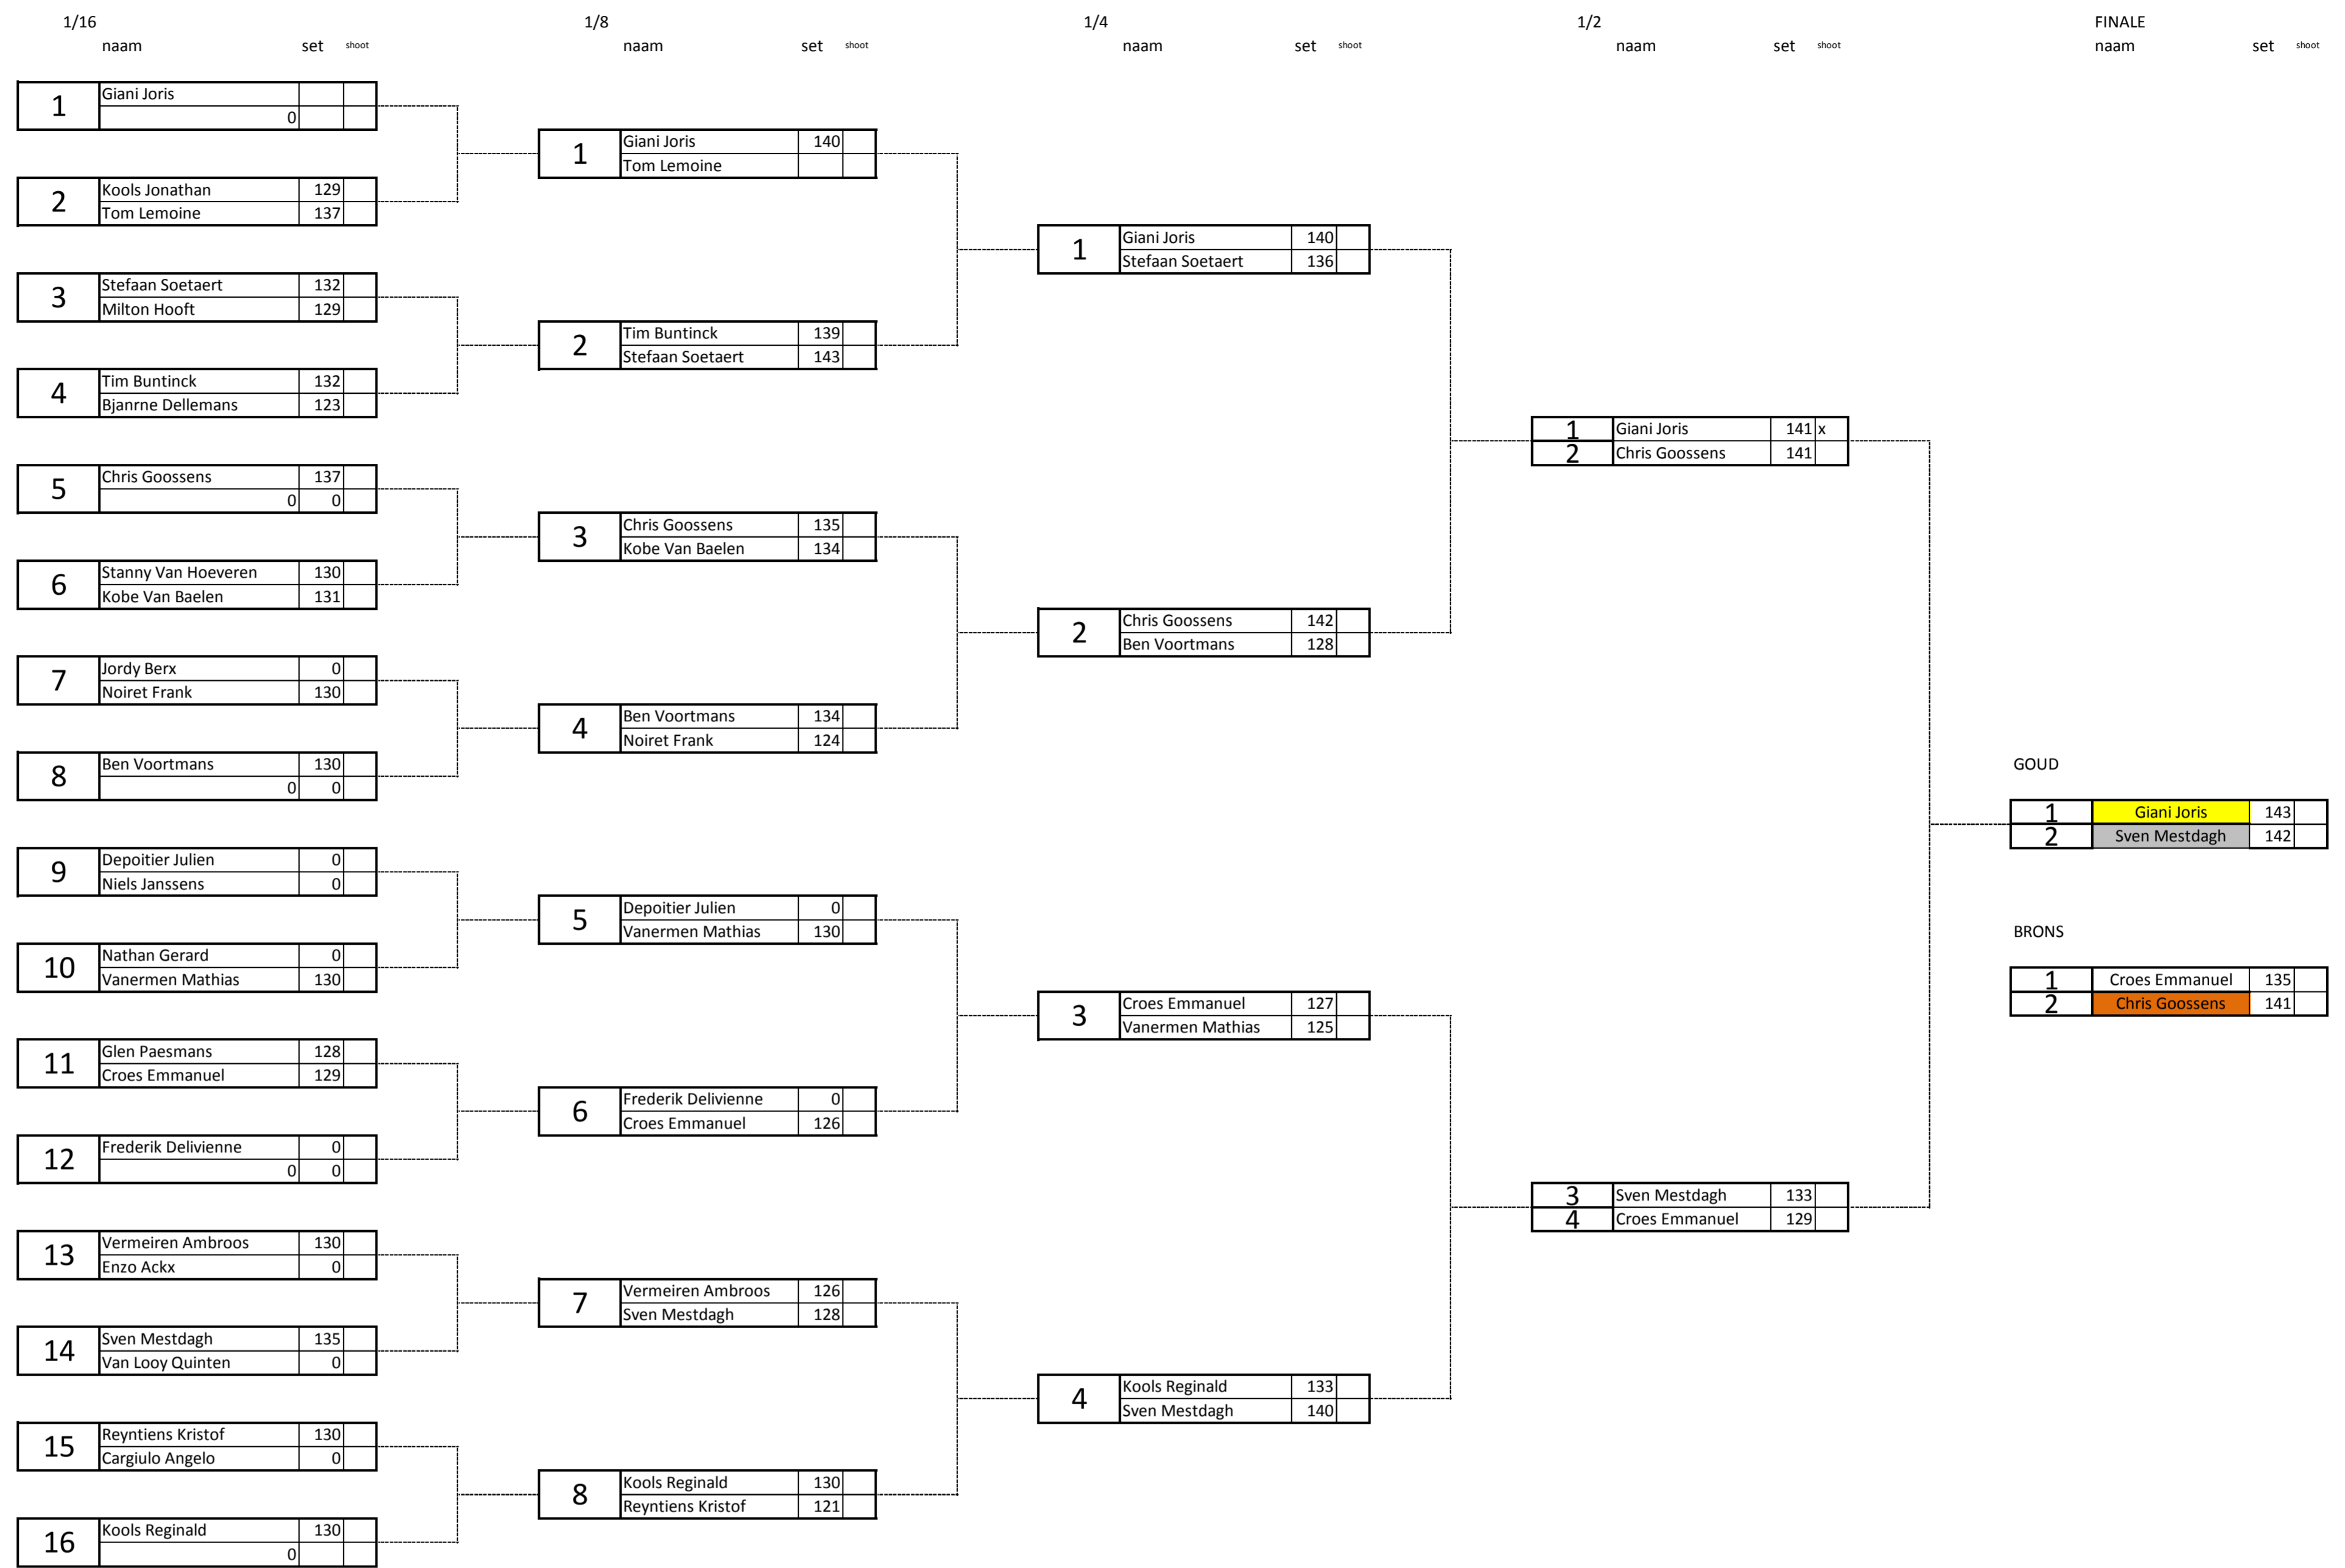 1/16 1/8 1/4 1/2 FINALE
naam set shoot naam set shoot naam set shoot naam set shoot naam set shoot
1
Giani Joris
0
2
Kools Jonathan 129
Tom Lemoine 137
3
Stefaan Soetaert 132
Milton Hooft 129
4
Tim Buntinck 132
Bjanrne Dellemans 123
5
Chris Goossens 137
0 0
6
Stanny Van Hoeveren 130
Kobe Van Baelen 131
7
Jordy Berx 0
Noiret Frank 130
8
Ben Voortmans 130
0 0
9
Depoitier Julien 0
Niels Janssens 0
10
Nathan Gerard 0
Vanermen Mathias 130
11
Glen Paesmans 128
Croes Emmanuel 129
12
Frederik Delivienne 0
0 0
13
Vermeiren Ambroos 130
Enzo Ackx 0
14
Sven Mestdagh 135
Van Looy Quinten 0
15
Reyntiens Kristof 130
Cargiulo Angelo 0
16
Kools Reginald 130
0
1
Giani Joris 140
Tom Lemoine
2
Tim Buntinck 139
Stefaan Soetaert 143
3
Chris Goossens 135
Kobe Van Baelen 134
4
Ben Voortmans 134
Noiret Frank 124
5
Depoitier Julien 0
Vanermen Mathias 130
6
Frederik Delivienne 0
Croes Emmanuel 126
7
Vermeiren Ambroos 126
Sven Mestdagh 128
8
Kools Reginald 130
Reyntiens Kristof 121
1
Giani Joris 140
Stefaan Soetaert 136
2
Chris Goossens 142
Ben Voortmans 128
3
Croes Emmanuel 127
Vanermen Mathias 125
4
Kools Reginald 133
Sven Mestdagh 140
1 Giani Joris 141 x
2 Chris Goossens 141
3 Sven Mestdagh 133
4 Croes Emmanuel 129
GOUD
1 Giani Joris 143
2 Sven Mestdagh 142
BRONS
1 Croes Emmanuel 135
2 Chris Goossens 141